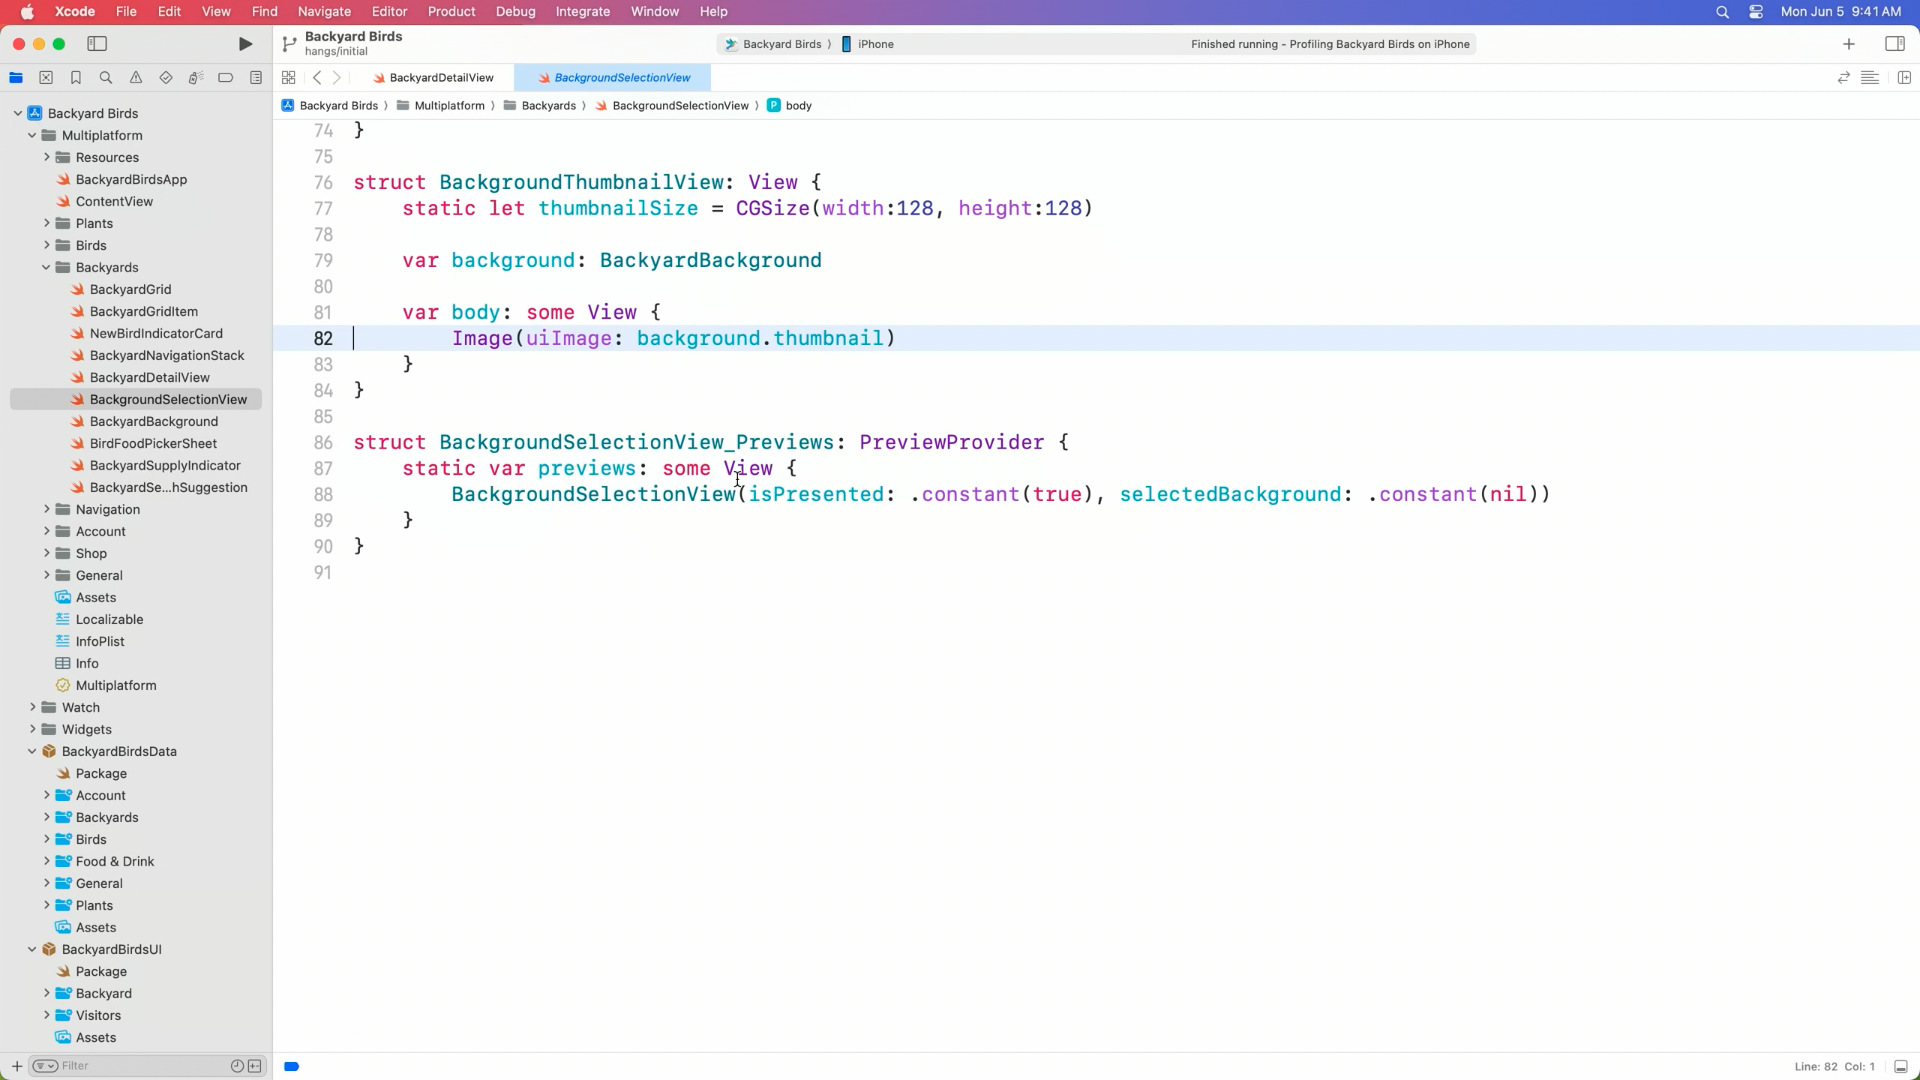 Xcode File Edit View Find Navigate Editor Product Debug Integrate Window Help Mon Jun 5 9:41 AM
Backyard Birds
hangs/initial
Backyard Birds iPhone Finished running - Profiling Backyard Birds on iPhone
BackyardDetailView BackgroundSelectionView
Backyard Birds Multiplatform Backyards BackgroundSelectionView P body
Backyard Birds
Multiplatform
Resources
BackyardBirdsApp
ContentView
Plants
Birds
Backyards
BackyardGrid
BackyardGridItem
NewBirdIndicatorCard
BackyardNavigationStack
BackyardDetailView
BackgroundSelectionView
BackyardBackground
BirdFoodPickerSheet
BackyardSupplyIndicator
BackyardSe...hSuggestion
Navigation
Account
Shop
General
Assets
Localizable
InfoPlist
Info
Multiplatform
Watch
Widgets
BackyardBirdsData
Package
Account
Backyards
Birds
Food & Drink
General
Plants
Assets
BackyardBirdsUI
Package
Backyard
Visitors
Assets
Filter
74 }
75
76 struct BackgroundThumbnailView: View {
77 static let thumbnailSize = CGSize(width:128, height:128)
78
79 var background: BackyardBackground
80
81 var body: some View {
82 Image(uiImage: background.thumbnail)
83 }
84 }
85
86 struct BackgroundSelectionView_Previews: PreviewProvider {
87 static var previews: some View {
88 BackgroundSelectionView(isPresented: .constant(true), selectedBackground: .constant(nil))
89 }
90 }
91
Line: 82 Col: 1